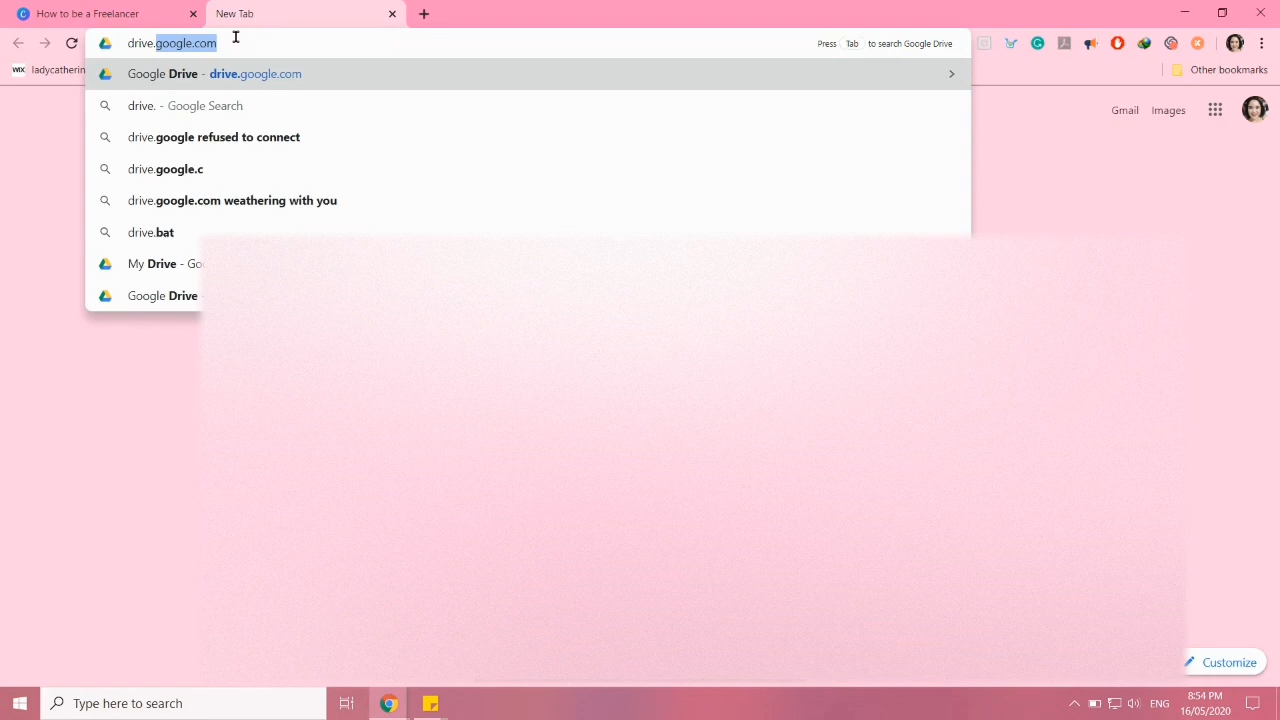 How to be a Freelancer
New Tab
drive.google.com
Press Tab to search Google Drive
WIX ladycatherin
Other bookmarks
Google Drive - drive.google.com
drive. - Google Search
Gmail Images
drive.google refused to connect
drive.google.c
drive.google.com weathering with you
drive.bat
My Drive - Goo
Google Drive -
Customize
Type here to search
ENG
8:54 PM
16/05/2020